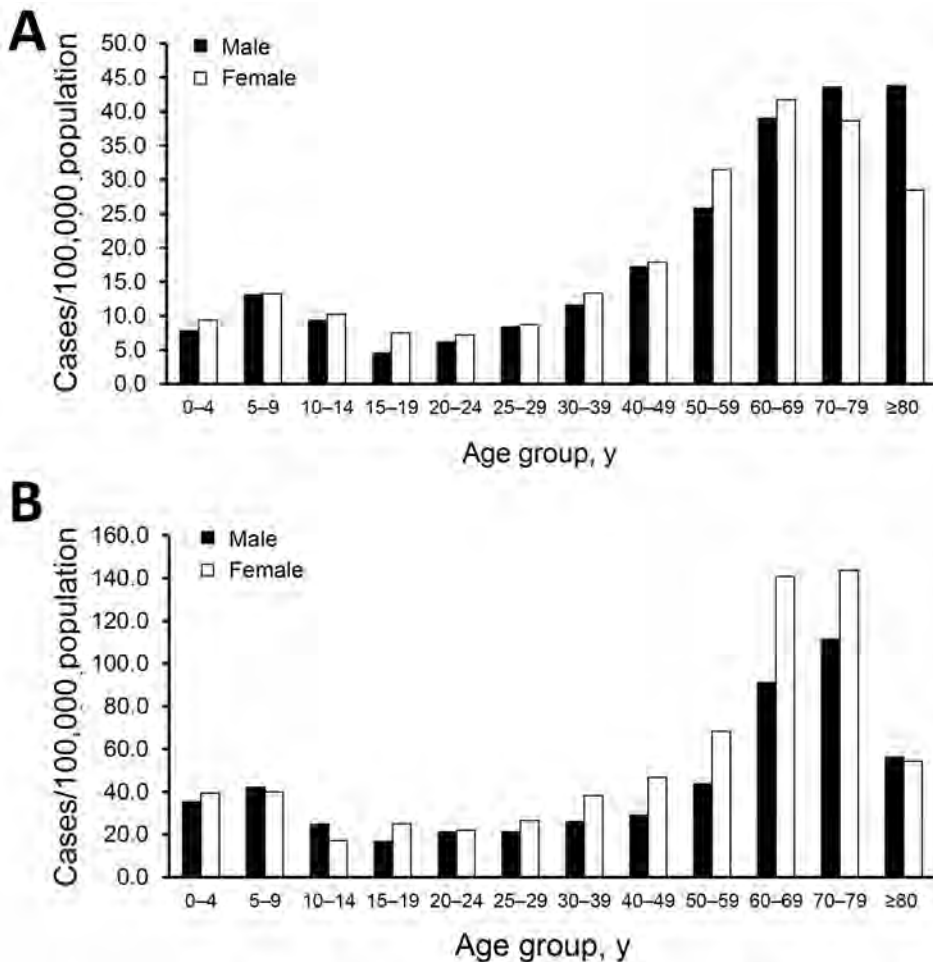 A
Cases/100,000 population
50.0
45.0
40.0
35.0
30.0
25.0
20.0
15.0
10.0
5.0
0.0
Male
Female
0–4 5–9 10–14 15–19 20–24 25–29 30–39 40–49 50–59 60–69 70–79 ≥80
Age group, y
B
Cases/100,000 population
160.0
140.0
120.0
100.0
80.0
60.0
40.0
20.0
0.0
Male
Female
0–4 5–9 10–14 15–19 20–24 25–29 30–39 40–49 50–59 60–69 70–79 ≥80
Age group, y